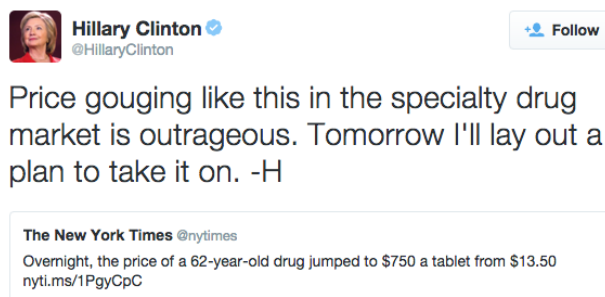 Hillary Clinton
@HillaryClinton
Follow
Price gouging like this in the specialty drug
market is outrageous. Tomorrow I'll lay out a
plan to take it on. -H
The New York Times @nytimes
Overnight, the price of a 62-year-old drug jumped to $750 a tablet from $13.50
nyti.ms/1PgyCpC